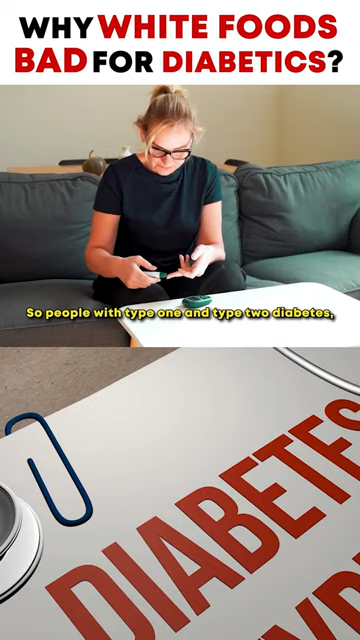 WHY WHITE FOODS
BAD FOR DIABETICS?
So people with type one and type two diabetes,
DIABETES